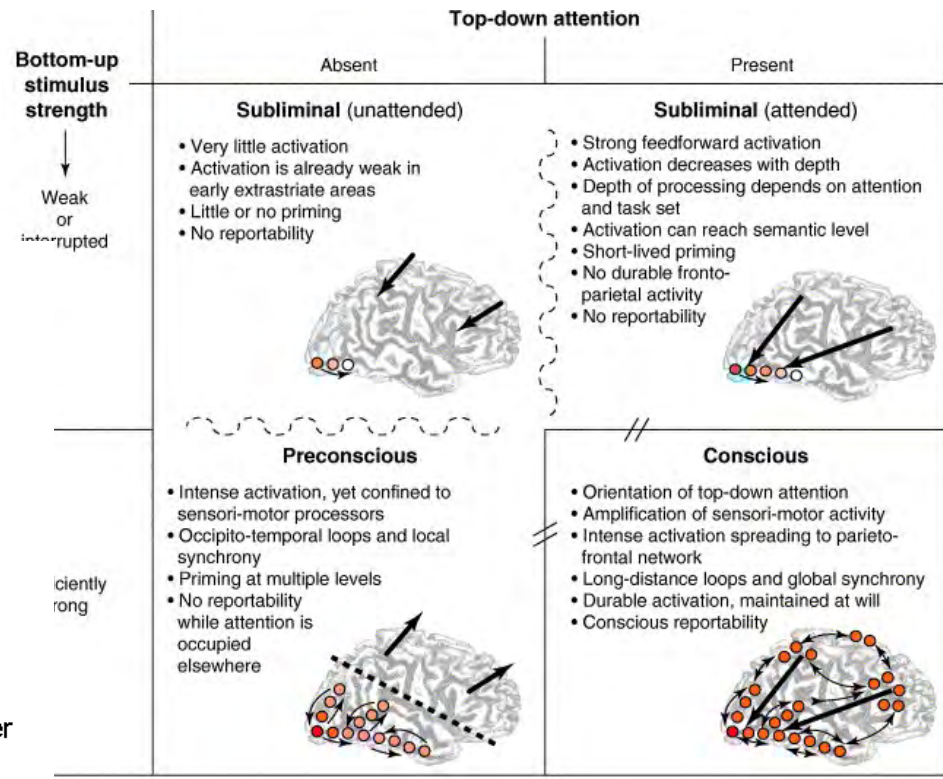 Top-down attention
Bottom-up
stimulus
strength
Absent
Present
Weak
or
interrupted
Subliminal (unattended)
• Very little activation
• Activation is already weak in
early extrastriate areas
• Little or no priming
• No reportability
Subliminal (attended)
• Strong feedforward activation
• Activation decreases with depth
• Depth of processing depends on attention
and task set
• Activation can reach semantic level
• Short-lived priming
• No durable fronto-
parietal activity
• No reportability
ciently
rong
Preconscious
• Intense activation, yet confined to
sensori-motor processors
• Occipito-temporal loops and local
synchrony
• Priming at multiple levels
• No reportability
while attention is
occupied
elsewhere
Conscious
• Orientation of top-down attention
• Amplification of sensori-motor activity
• Intense activation spreading to parieto-
frontal network
• Long-distance loops and global synchrony
• Durable activation, maintained at will
• Conscious reportability
er